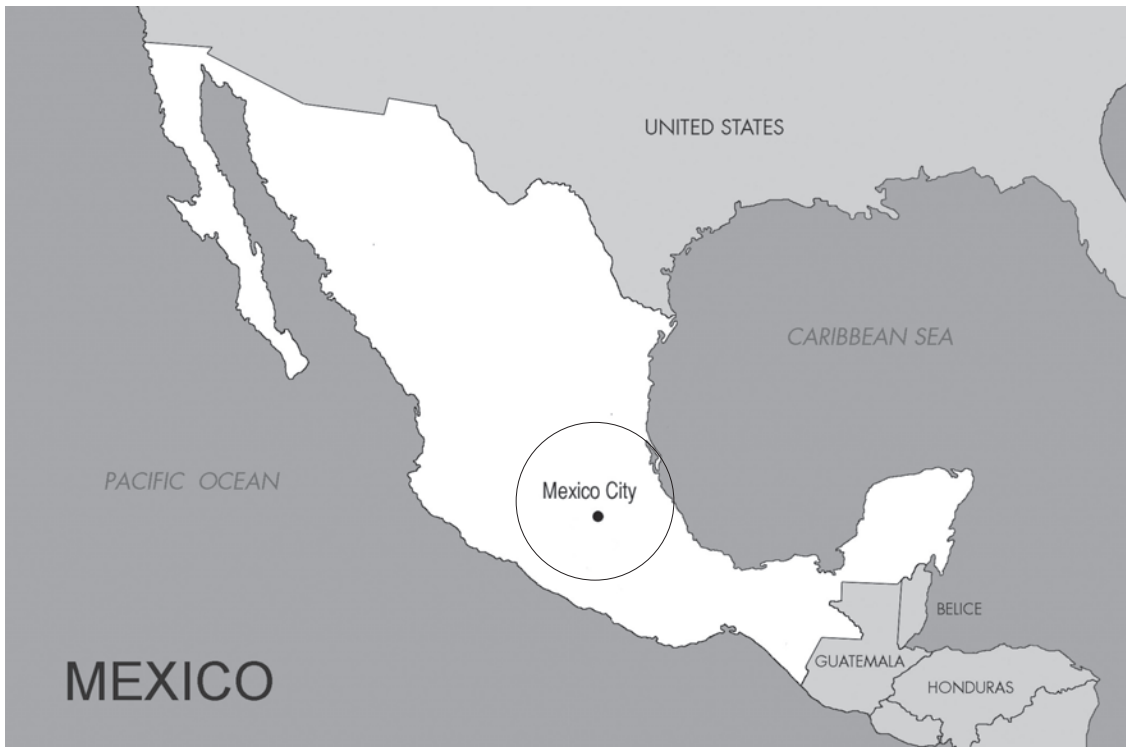 UNITED STATES
CARIBBEAN SEA
PACIFIC OCEAN
Mexico City
BELICE
GUATEMALA
HONDURAS
MEXICO